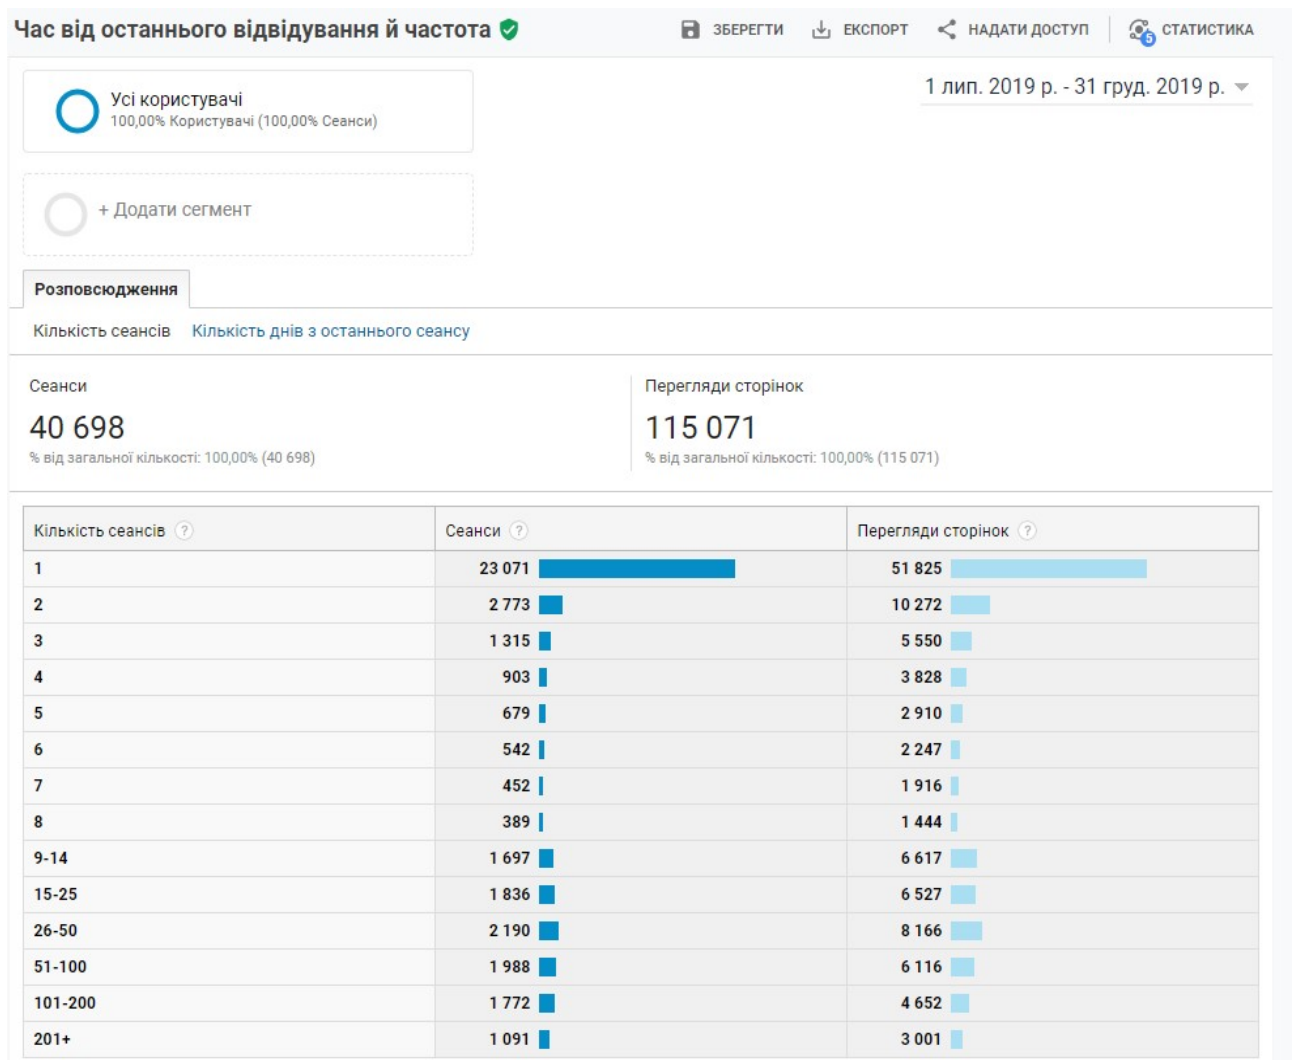 Час від останнього відвідування й частота
ЗБЕРЕГТИ ЕКСПОРТ НАДАТИ ДОСТУП 5 СТАТИСТИКА
Усі користувачі
100,00% Користувачі (100,00% Сеанси)
1 лип. 2019 р. - 31 груд. 2019 р.
+ Додати сегмент
Розповсюдження
Кількість сеансів Кількість днів з останнього сеансу
Сеанси
40 698
% від загальної кількості: 100,00% (40 698)
Перегляди сторінок
115 071
% від загальної кількості: 100,00% (115 071)
Кількість сеансів ? Сеанси ? Перегляди сторінок ?
1 23 071 51 825
2 2 773 10 272
3 1 315 5 550
4 903 3 828
5 679 2 910
6 542 2 247
7 452 1 916
8 389 1 444
9-14 1 697 6 617
15-25 1 836 6 527
26-50 2 190 8 166
51-100 1 988 6 116
101-200 1 772 4 652
201+ 1 091 3 001